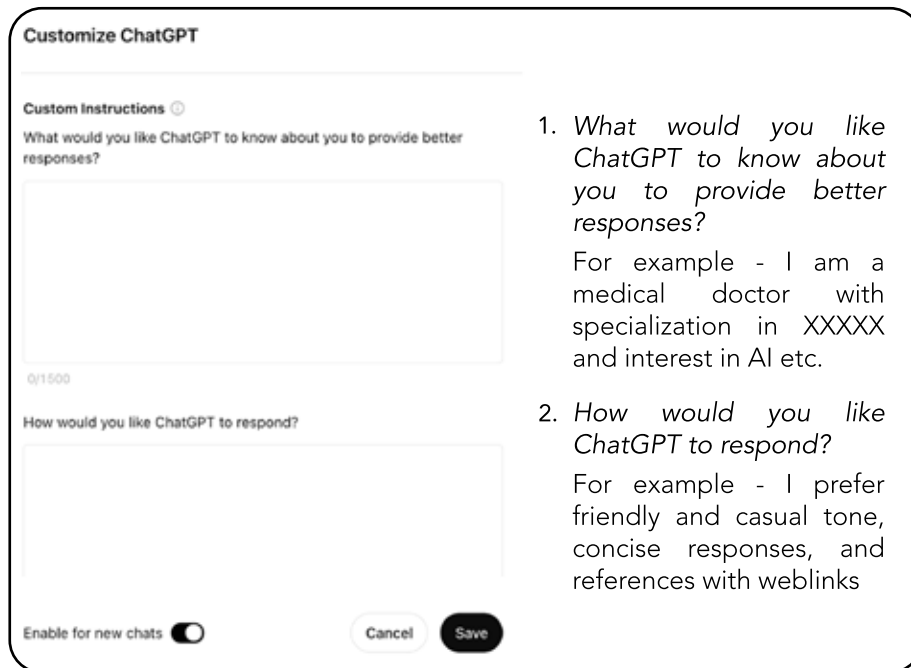 Customize ChatGPT
Custom Instructions
What would you like ChatGPT to know about you to provide better
responses?
0/1500
How would you like ChatGPT to respond?
Enable for new chats
Cancel
Save
1. What would you like
ChatGPT to know about
you to provide better
responses?
For example - I am a
medical doctor with
specialization in XXXXX
and interest in AI etc.
2. How would you like
ChatGPT to respond?
For example - I prefer
friendly and casual tone,
concise responses, and
references with weblinks